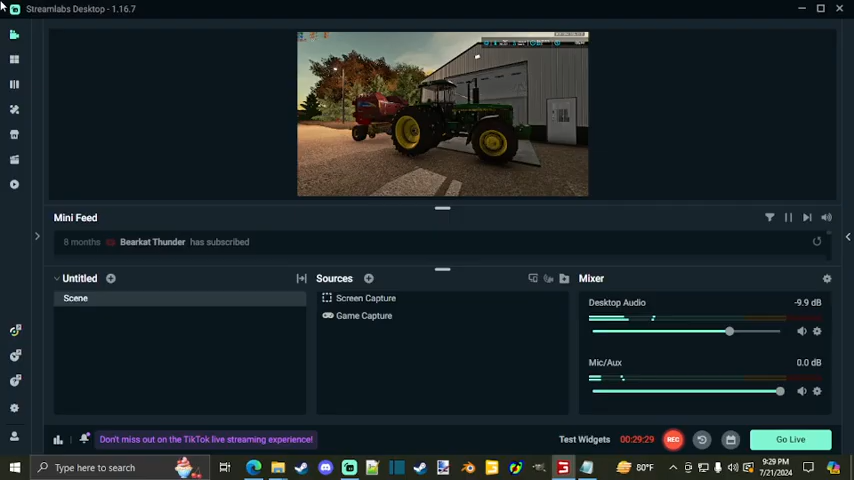 Streamlabs Desktop - 1.16.7
Mini Feed
8 months Bearkat Thunder has subscribed
Untitled
Sources
Mixer
Scene
Screen Capture
Game Capture
Desktop Audio -9.9 dB
Mic/Aux 0.0 dB
Don't miss out on the TikTok live streaming experience!
Test Widgets 00:29:29 REC
Go Live
Type here to search
80°F
9:29 PM
7/21/2024